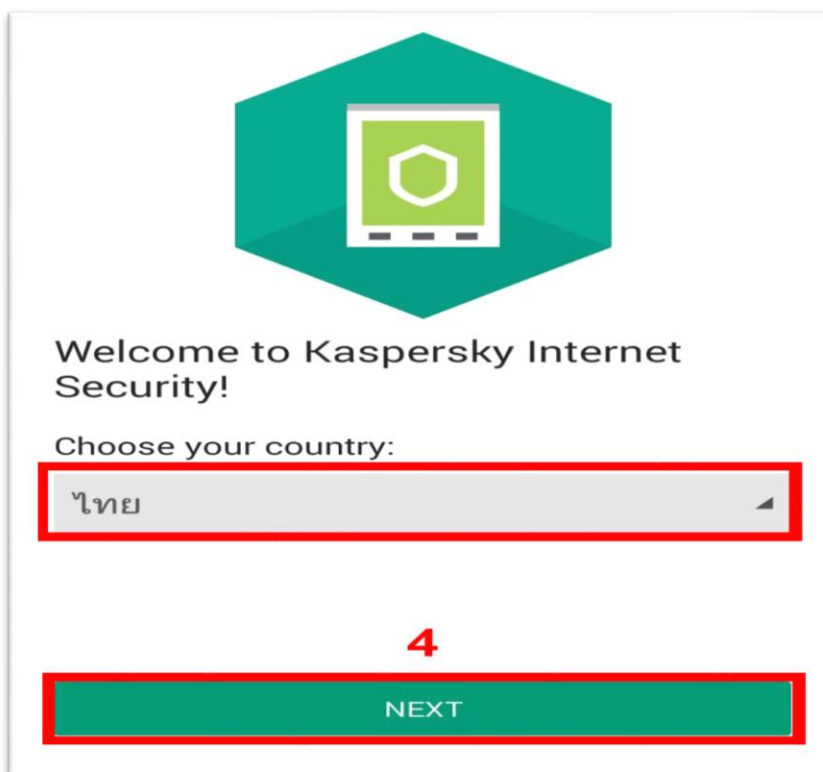 Welcome to Kaspersky Internet
Security!
Choose your country:
ไทย
4
NEXT